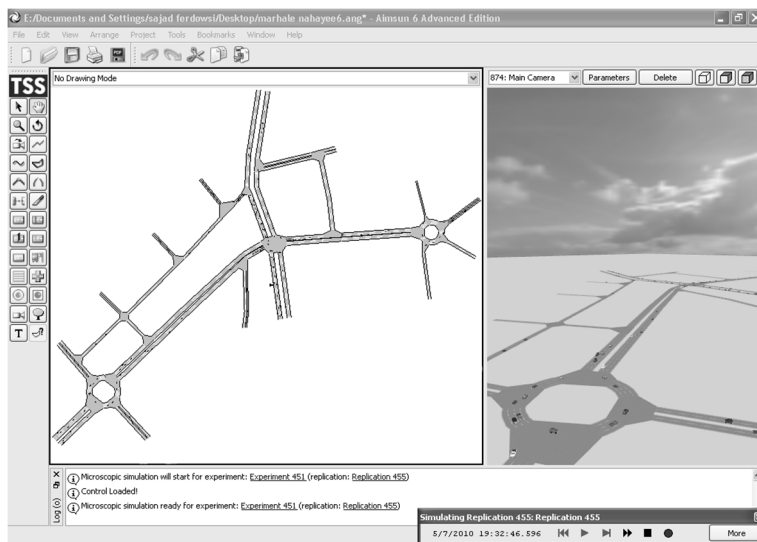 E:/Documents and Settings/sajad ferdowsi/Desktop/marhale nahayee6.ang* - Aimsun 6 Advanced Edition
File Edit View Arrange Project Tools Bookmarks Window Help
TSS
No Drawing Mode
874: Main Camera Parameters Delete
T
Microscopic simulation will start for experiment: Experiment 451 (replication: Replication 455)
Control Loaded!
Microscopic simulation ready for experiment: Experiment 451 (replication: Replication 455)
Log (o)
Simulating Replication 455: Replication 455
5/7/2010 19:32:46.596 More